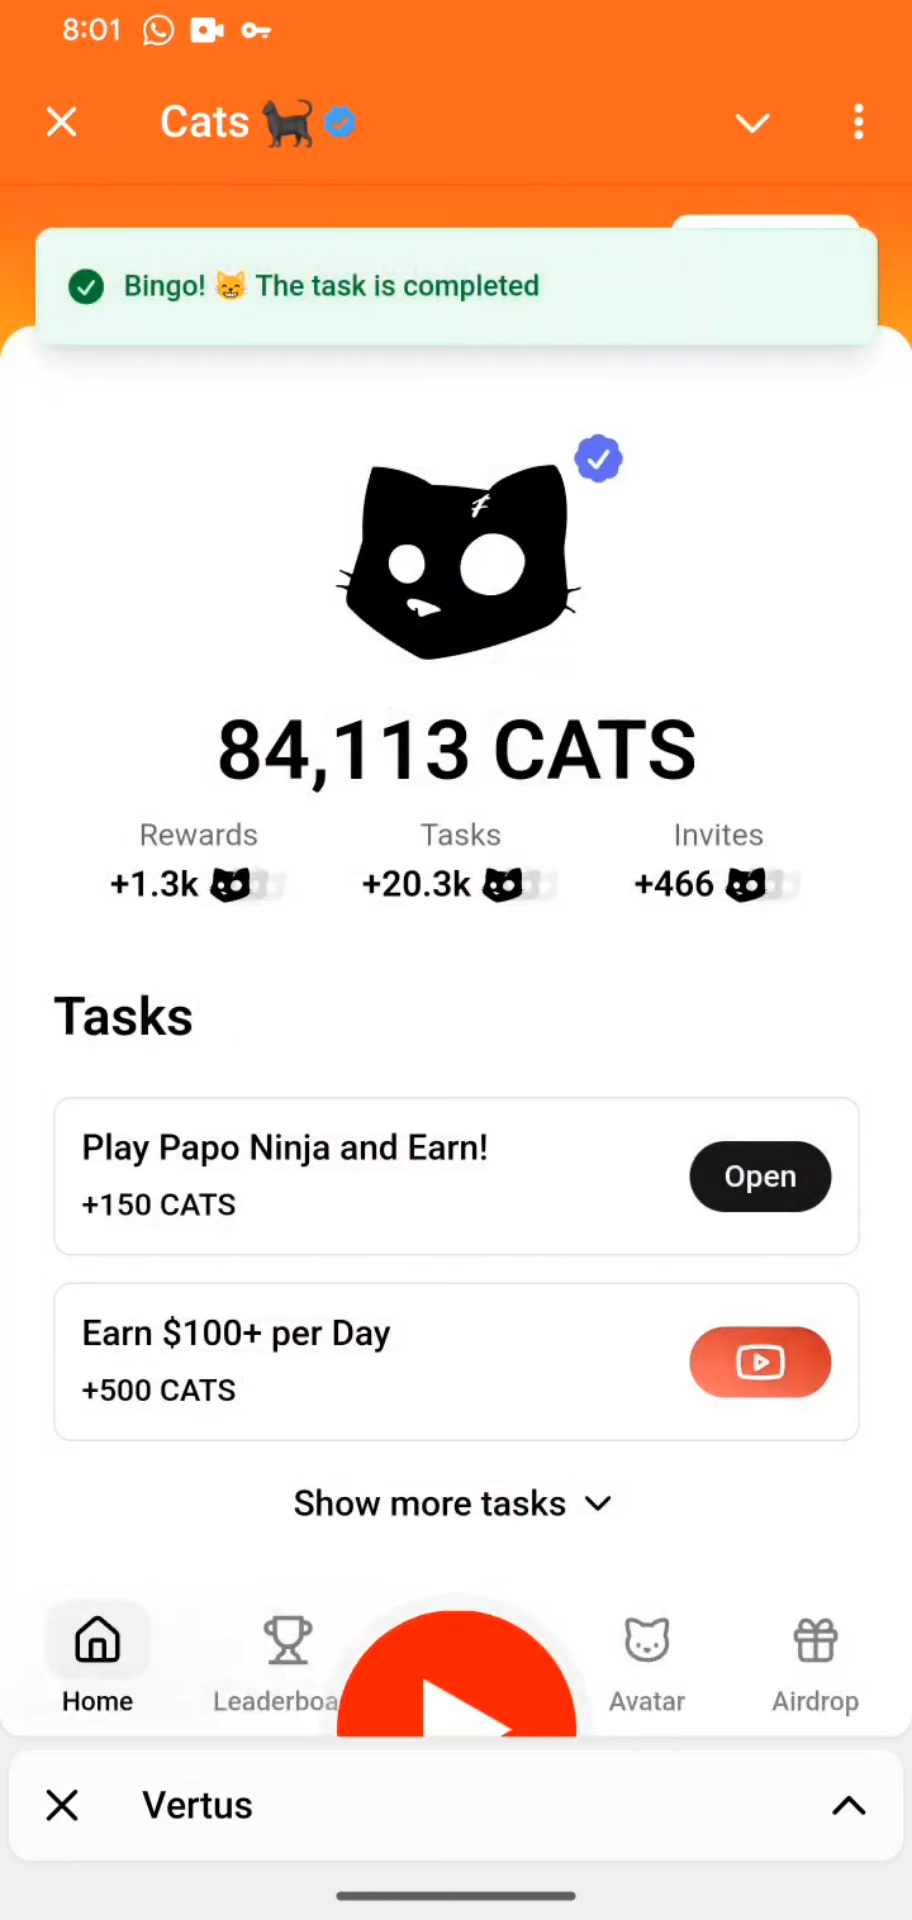 8:01
Cats
Bingo! The task is completed
84,113 CATS
Rewards
Tasks
Invites
+1.3k
+20.3k
+466
Tasks
Play Papo Ninja and Earn!
+150 CATS
Open
Earn $100+ per Day
+500 CATS
Show more tasks
Home
Leaderboa
Avatar
Airdrop
Vertus